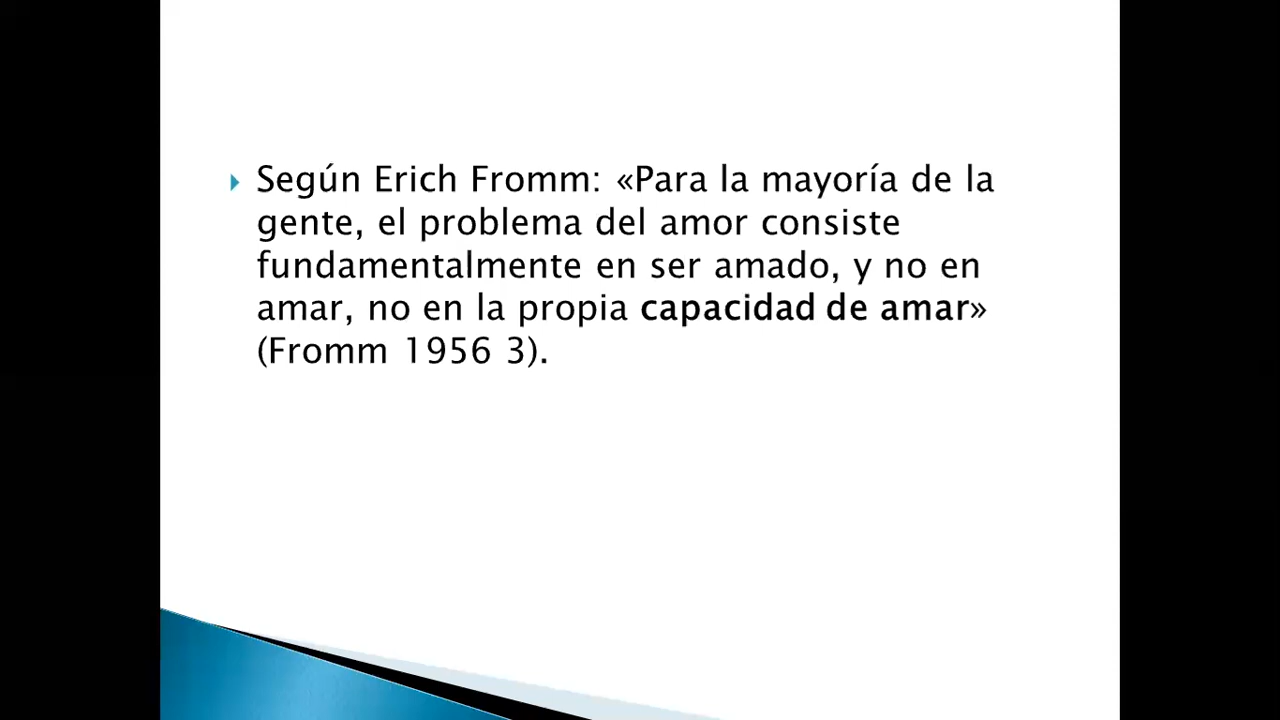 Según Erich Fromm: «Para la mayoría de la
gente, el problema del amor consiste
fundamentalmente en ser amado, y no en
amar, no en la propia capacidad de amar»
(Fromm 1956 3).